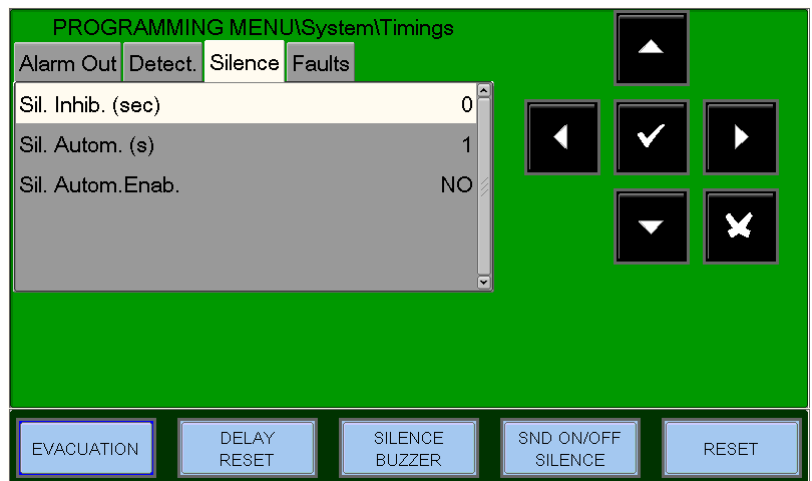 PROGRAMMING MENU\System\Timings
Alarm Out Detect. Silence Faults
Sil. Inhib. (sec) 0
Sil. Autom. (s) 1
Sil. Autom.Enab. NO
EVACUATION
DELAY
RESET
SILENCE
BUZZER
SND ON/OFF
SILENCE
RESET